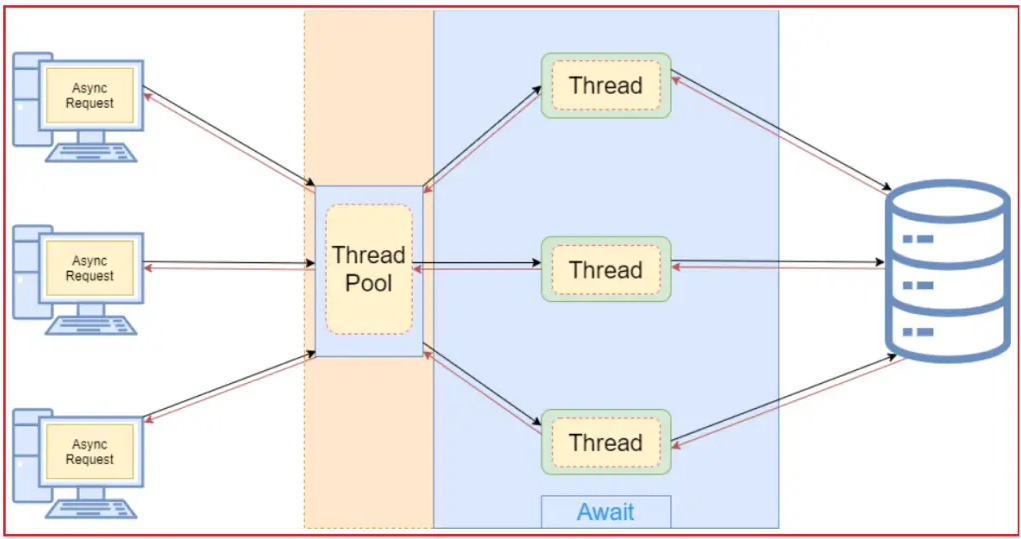 Async
Request
Thread
Async
Request
Thread
Pool
Thread
Async
Request
Thread
Await